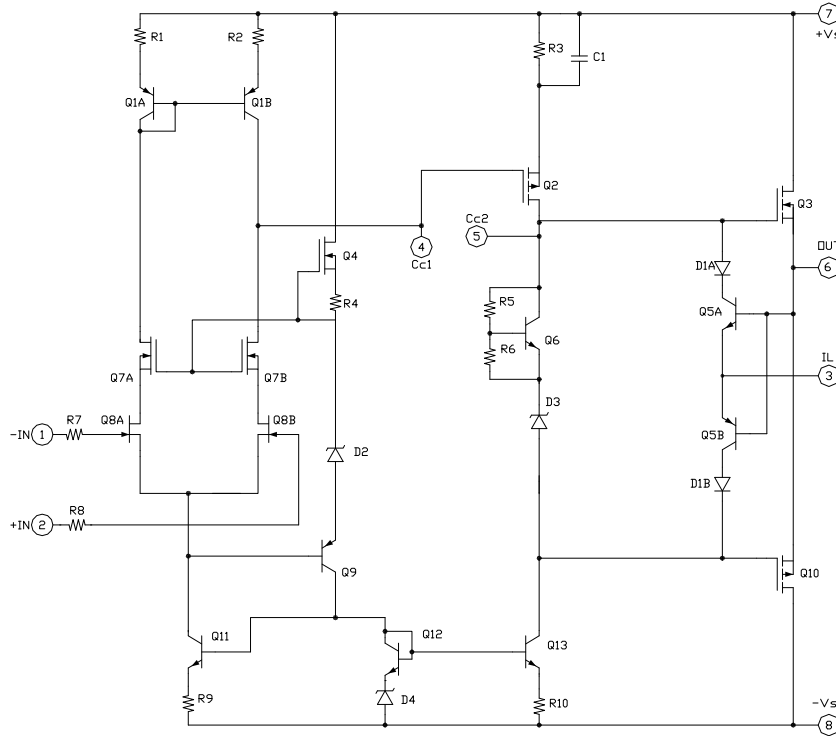 7
+Vs
R1
R2
R3
C1
Q1A
Q1B
Q2
Q3
Cc2
5
4
Cc1
Q4
OUT
6
D1A
R4
R5
Q5A
R6
Q6
Q7A
Q7B
IL
3
D3
Q8A
Q8B
-IN
1
R7
Q5B
D2
D1B
R8
+IN
2
Q9
Q10
Q11
Q12
Q13
R9
D4
R10
-Vs
8